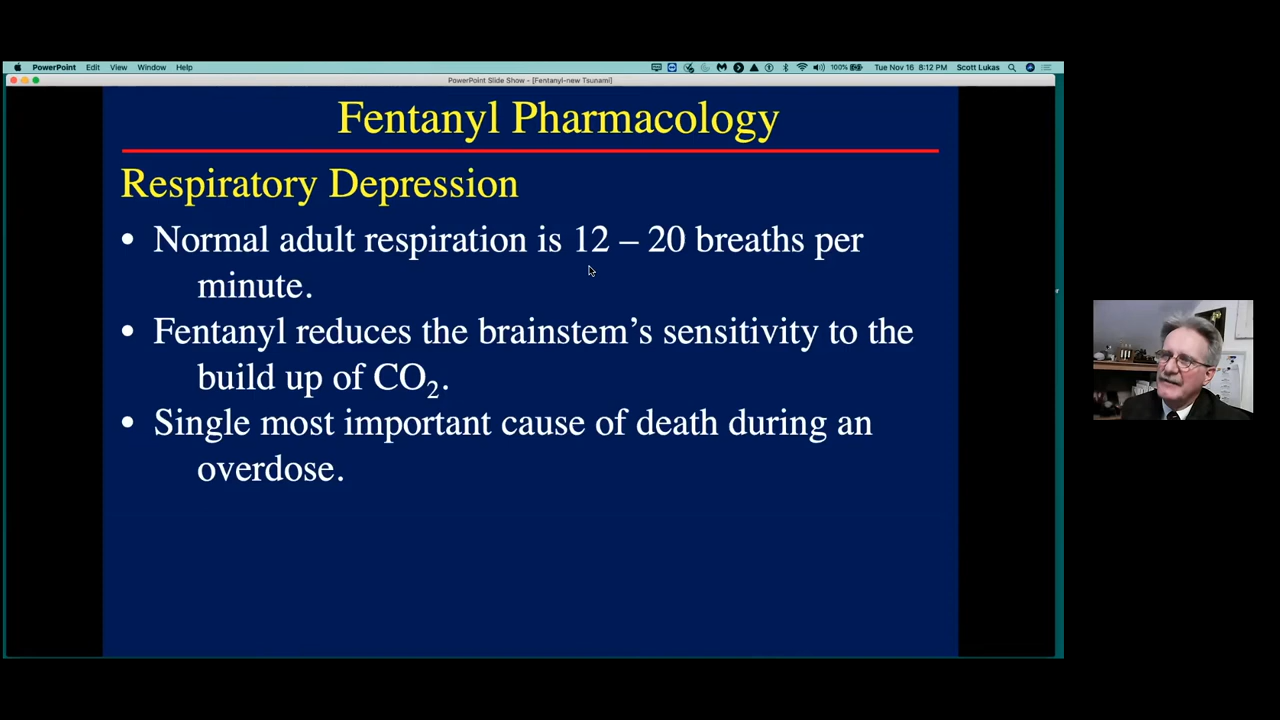 PowerPoint Edit View Window Help 100% Tue Nov 16 8:12 PM Scott Lukas
PowerPoint Slide Show - [Fentanyl-new Tsunami]
Fentanyl Pharmacology
Respiratory Depression
• Normal adult respiration is 12 – 20 breaths per
minute.
• Fentanyl reduces the brainstem’s sensitivity to the
build up of CO₂.
• Single most important cause of death during an
overdose.